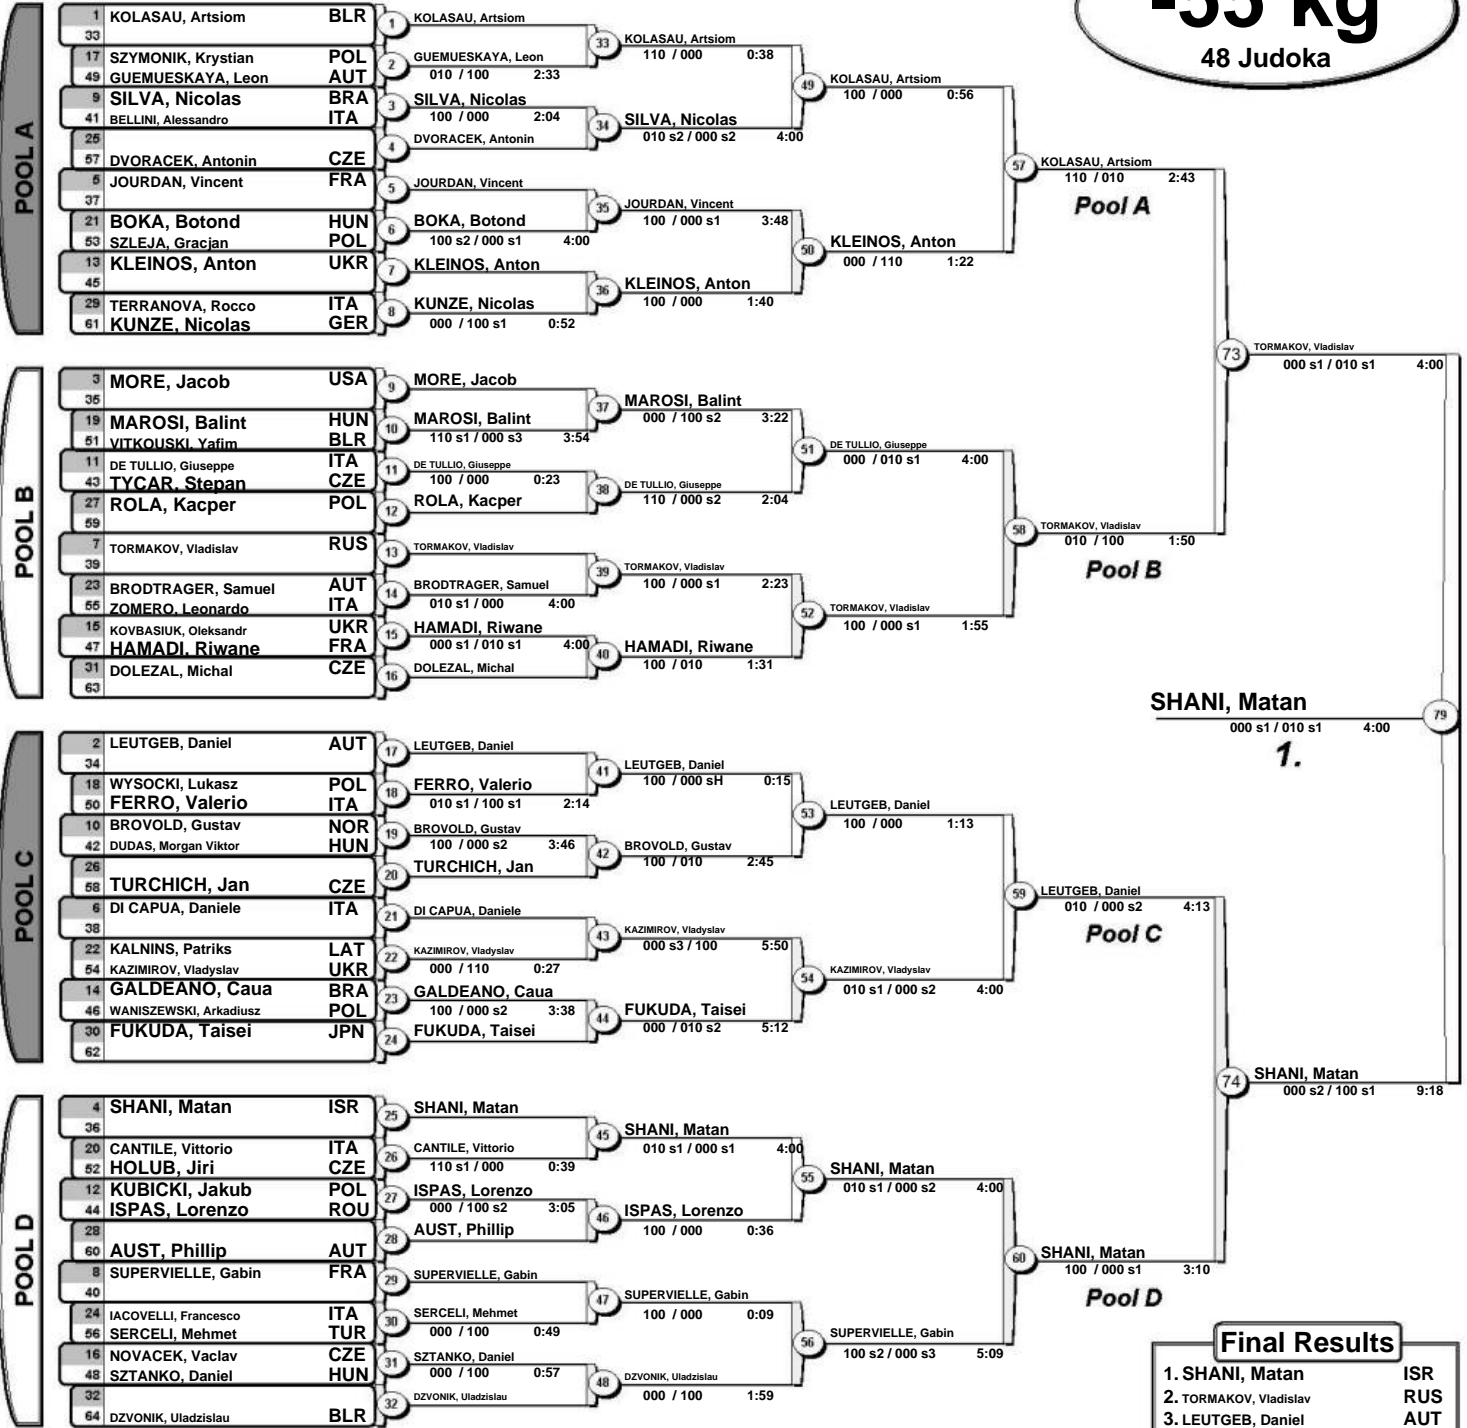 -55 kg
48 Judoka
POOL A
1 KOLASAU, Artsiom BLR
33
17 SZYMONIK, Krystian POL
49 GUEMUESKAYA, Leon AUT
9 SILVA, Nicolas BRA
41 BELLINI, Alessandro ITA
25
57 DVORACEK, Antonin CZE
5 JOURDAN, Vincent FRA
37
21 BOKA, Botond HUN
53 SZLEJA, Gracjan POL
13 KLEINOS, Anton UKR
45
29 TERRANOVA, Rocco ITA
61 KUNZE, Nicolas GER
1 KOLASAU, Artsiom
2 GUEMUESKAYA, Leon
010 / 100 2:33
3 SILVA, Nicolas
100 / 000 2:04
4 DVORACEK, Antonin
5 JOURDAN, Vincent
6 BOKA, Botond
100 s2 / 000 s1 4:00
7 KLEINOS, Anton
8 KUNZE, Nicolas
000 / 100 s1 0:52
33 KOLASAU, Artsiom
110 / 000 0:38
34 SILVA, Nicolas
010 s2 / 000 s2 4:00
35 JOURDAN, Vincent
100 / 000 s1 3:48
36 KLEINOS, Anton
100 / 000 1:40
49 KOLASAU, Artsiom
100 / 000 0:56
50 KLEINOS, Anton
000 / 110 1:22
57 KOLASAU, Artsiom
110 / 010 2:43
Pool A
POOL B
3 MORE, Jacob USA
35
19 MAROSI, Balint HUN
51 VITKOUSKI, Yafim BLR
11 DE TULLIO, Giuseppe ITA
43 TYCAR, Stepan CZE
27 ROLA, Kacper POL
59
7 TORMAKOV, Vladislav RUS
39
23 BRODTRAGER, Samuel AUT
55 ZOMERO, Leonardo ITA
15 KOVBASIUK, Oleksandr UKR
47 HAMADI, Riwane FRA
31 DOLEZAL, Michal CZE
63
9 MORE, Jacob
10 MAROSI, Balint
110 s1 / 000 s3 3:54
11 DE TULLIO, Giuseppe
100 / 000 0:23
12 ROLA, Kacper
13 TORMAKOV, Vladislav
14 BRODTRAGER, Samuel
010 s1 / 000 4:00
15 HAMADI, Riwane
000 s1 / 010 s1 4:00
16 DOLEZAL, Michal
37 MAROSI, Balint
000 / 100 s2 3:22
38 DE TULLIO, Giuseppe
110 / 000 s2 2:04
39 TORMAKOV, Vladislav
100 / 000 s1 2:23
40 HAMADI, Riwane
100 / 010 1:31
51 DE TULLIO, Giuseppe
000 / 010 s1 4:00
52 TORMAKOV, Vladislav
100 / 000 s1 1:55
58 TORMAKOV, Vladislav
010 / 100 1:50
Pool B
73 TORMAKOV, Vladislav
000 s1 / 010 s1 4:00
SHANI, Matan 79
000 s1 / 010 s1 4:00
1.
POOL C
2 LEUTGEB, Daniel AUT
34
18 WYSOCKI, Lukasz POL
50 FERRO, Valerio ITA
10 BROVOLD, Gustav NOR
42 DUDAS, Morgan Viktor HUN
26
58 TURCHICH, Jan CZE
6 DI CAPUA, Daniele ITA
38
22 KALNINS, Patriks LAT
54 KAZIMIROV, Vladyslav UKR
14 GALDEANO, Caua BRA
46 WANISZEWSKI, Arkadiusz POL
30 FUKUDA, Taisei JPN
62
17 LEUTGEB, Daniel
18 FERRO, Valerio
010 s1 / 100 s1 2:14
19 BROVOLD, Gustav
100 / 000 s2 3:46
20 TURCHICH, Jan
21 DI CAPUA, Daniele
22 KAZIMIROV, Vladyslav
000 / 110 0:27
23 GALDEANO, Caua
100 / 000 s2 3:38
24 FUKUDA, Taisei
41 LEUTGEB, Daniel
100 / 000 sH 0:15
42 BROVOLD, Gustav
100 / 010 2:45
43 KAZIMIROV, Vladyslav
000 s3 / 100 5:50
44 FUKUDA, Taisei
000 / 010 s2 5:12
53 LEUTGEB, Daniel
100 / 000 1:13
54 KAZIMIROV, Vladyslav
010 s1 / 000 s2 4:00
59 LEUTGEB, Daniel
010 / 000 s2 4:13
Pool C
74 SHANI, Matan
000 s2 / 100 s1 9:18
POOL D
4 SHANI, Matan ISR
36
20 CANTILE, Vittorio ITA
52 HOLUB, Jiri CZE
12 KUBICKI, Jakub POL
44 ISPAS, Lorenzo ROU
28
60 AUST, Phillip AUT
8 SUPERVIELLE, Gabin FRA
40
24 IACOVELLI, Francesco ITA
56 SERCELI, Mehmet TUR
16 NOVACEK, Vaclav CZE
48 SZTANKO, Daniel HUN
32
64 DZVONIK, Uladzislau BLR
25 SHANI, Matan
26 CANTILE, Vittorio
110 s1 / 000 0:39
27 ISPAS, Lorenzo
000 / 100 s2 3:05
28 AUST, Phillip
29 SUPERVIELLE, Gabin
30 SERCELI, Mehmet
000 / 100 0:49
31 SZTANKO, Daniel
000 / 100 0:57
32 DZVONIK, Uladzislau
45 SHANI, Matan
010 s1 / 000 s1 4:00
46 ISPAS, Lorenzo
100 / 000 0:36
47 SUPERVIELLE, Gabin
100 / 000 0:09
48 DZVONIK, Uladzislau
000 / 100 1:59
55 SHANI, Matan
010 s1 / 000 s2 4:00
56 SUPERVIELLE, Gabin
100 s2 / 000 s3 5:09
60 SHANI, Matan
100 / 000 s1 3:10
Pool D
Final Results
1. SHANI, Matan ISR
2. TORMAKOV, Vladislav RUS
3. LEUTGEB, Daniel AUT